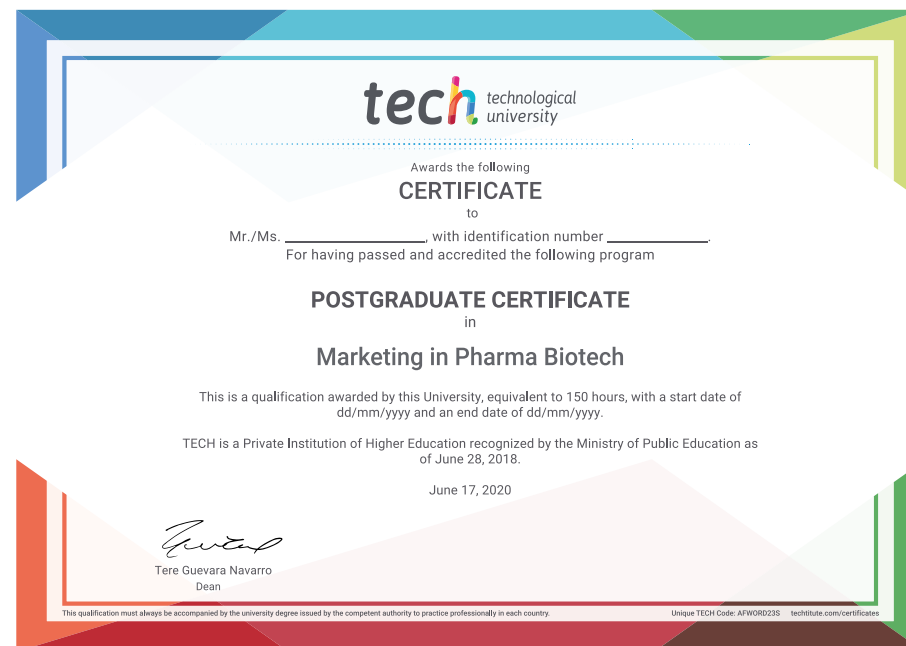 tech technological
university
Awards the following
CERTIFICATE
to
Mr./Ms. ____________________, with identification number ______________.
For having passed and accredited the following program
POSTGRADUATE CERTIFICATE
in
Marketing in Pharma Biotech
This is a qualification awarded by this University, equivalent to 150 hours, with a start date of
dd/mm/yyyy and an end date of dd/mm/yyyy.
TECH is a Private Institution of Higher Education recognized by the Ministry of Public Education as
of June 28, 2018.
June 17, 2020
Tere Guevara Navarro
Dean
This qualification must always be accompanied by the university degree issued by the competent authority to practice professionally in each country. Unique TECH Code: AFWORD23S techtitute.com/certificates